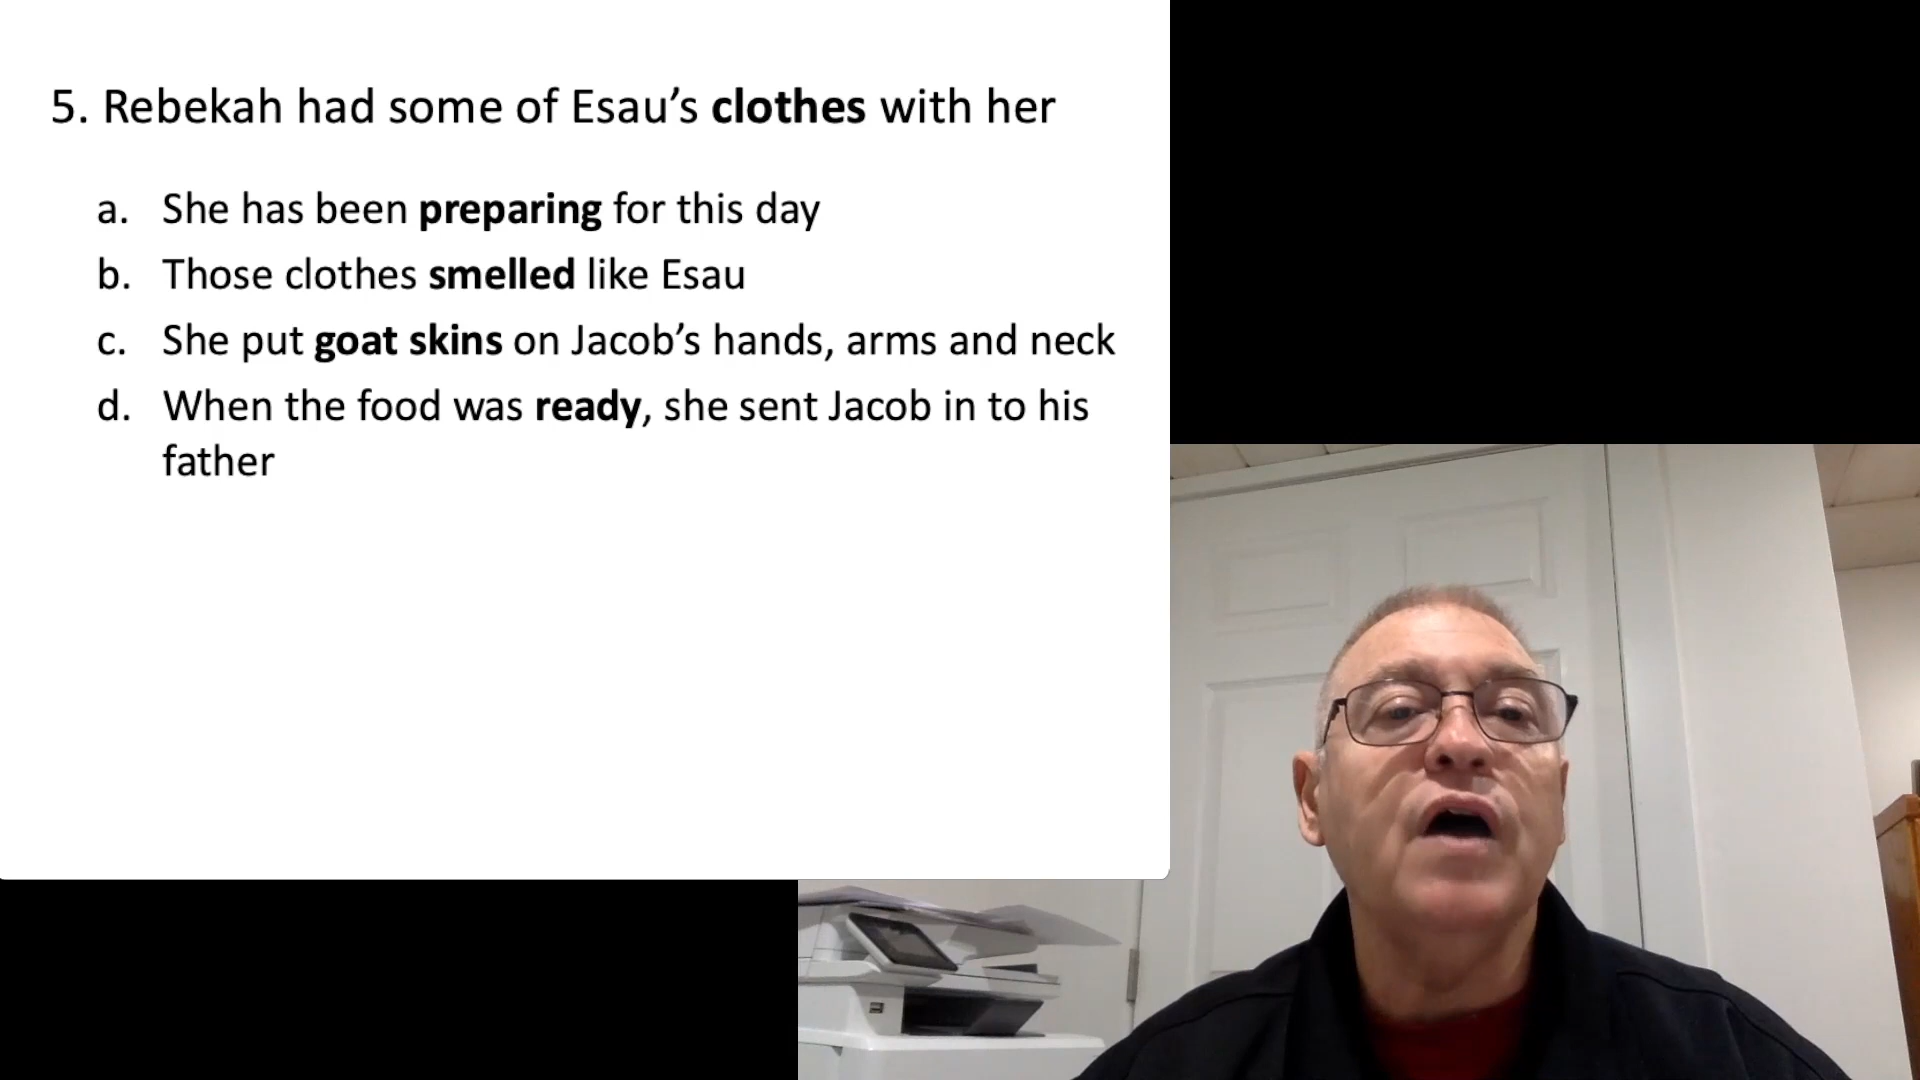 5. Rebekah had some of Esau’s clothes with her
a. She has been preparing for this day
b. Those clothes smelled like Esau
c. She put goat skins on Jacob’s hands, arms and neck
d. When the food was ready, she sent Jacob in to his
father